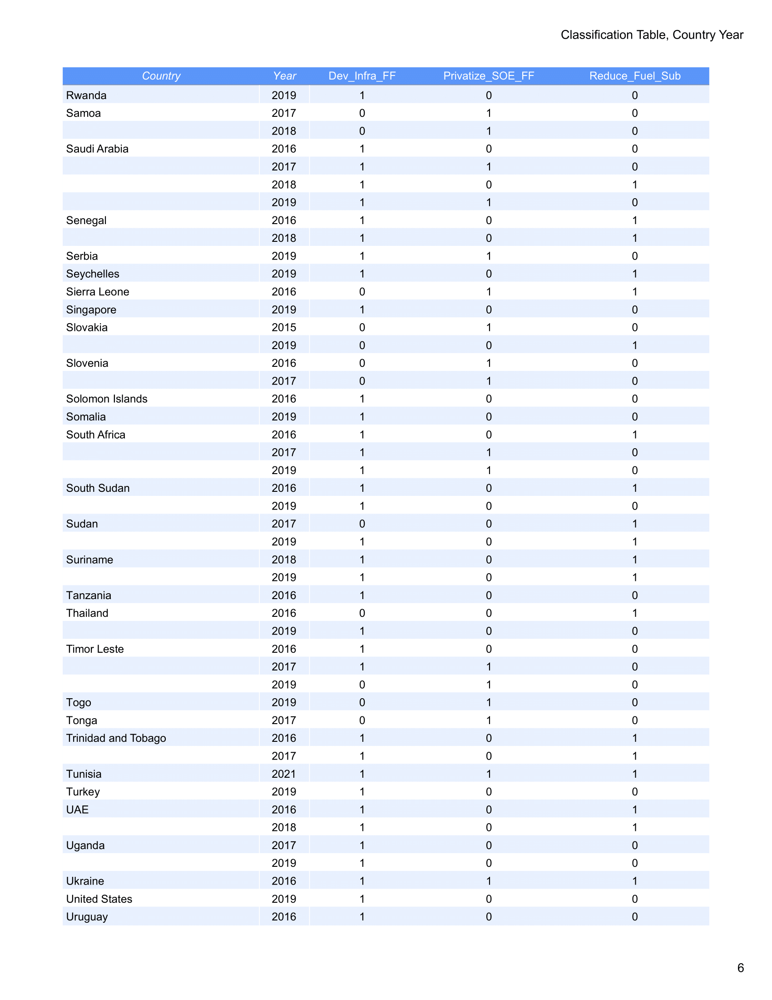 Classification Table, Country Year
Country Year Dev_Infra_FF Privatize_SOE_FF Reduce_Fuel_Sub
Rwanda 2019 1 0 0
Samoa 2017 0 1 0
2018 0 1 0
Saudi Arabia 2016 1 0 0
2017 1 1 0
2018 1 0 1
2019 1 1 0
Senegal 2016 1 0 1
2018 1 0 1
Serbia 2019 1 1 0
Seychelles 2019 1 0 1
Sierra Leone 2016 0 1 1
Singapore 2019 1 0 0
Slovakia 2015 0 1 0
2019 0 0 1
Slovenia 2016 0 1 0
2017 0 1 0
Solomon Islands 2016 1 0 0
Somalia 2019 1 0 0
South Africa 2016 1 0 1
2017 1 1 0
2019 1 1 0
South Sudan 2016 1 0 1
2019 1 0 0
Sudan 2017 0 0 1
2019 1 0 1
Suriname 2018 1 0 1
2019 1 0 1
Tanzania 2016 1 0 0
Thailand 2016 0 0 1
2019 1 0 0
Timor Leste 2016 1 0 0
2017 1 1 0
2019 0 1 0
Togo 2019 0 1 0
Tonga 2017 0 1 0
Trinidad and Tobago 2016 1 0 1
2017 1 0 1
Tunisia 2021 1 1 1
Turkey 2019 1 0 0
UAE 2016 1 0 1
2018 1 0 1
Uganda 2017 1 0 0
2019 1 0 0
Ukraine 2016 1 1 1
United States 2019 1 0 0
Uruguay 2016 1 0 0
6